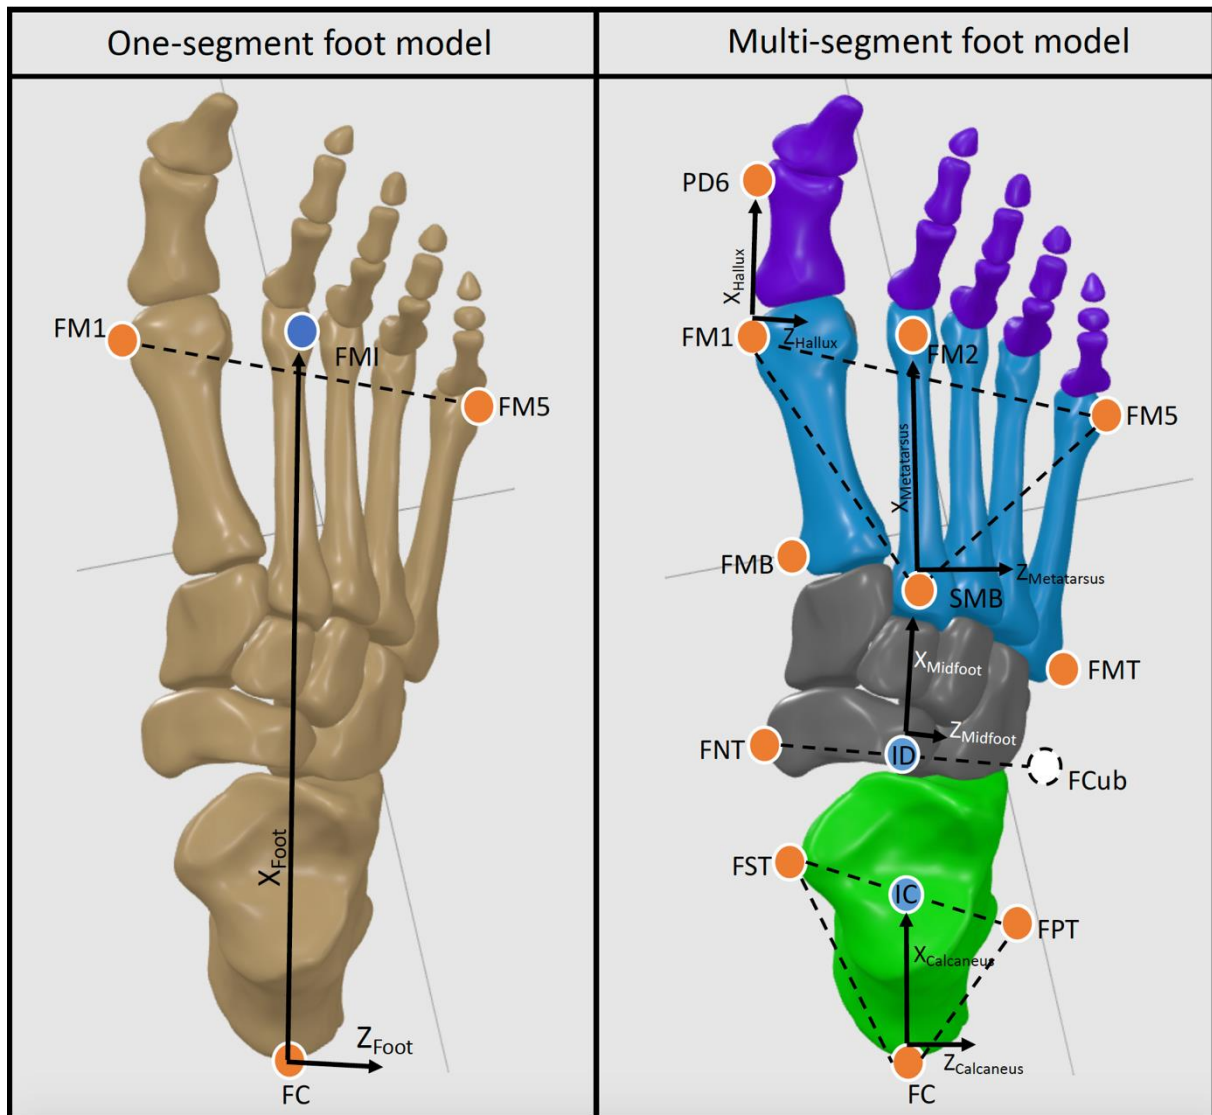 One-segment foot model
Multi-segment foot model
FM1
FMI
FM5
XFoot
ZFoot
FC
PD6
XHallux
FM1
ZHallux
FM2
FM5
XMetatarsus
FMB
ZMetatarsus
SMB
XMidfoot
FMT
ZMidfoot
FNT
ID
FCub
FST
IC
FPT
XCalcaneus
ZCalcaneus
FC